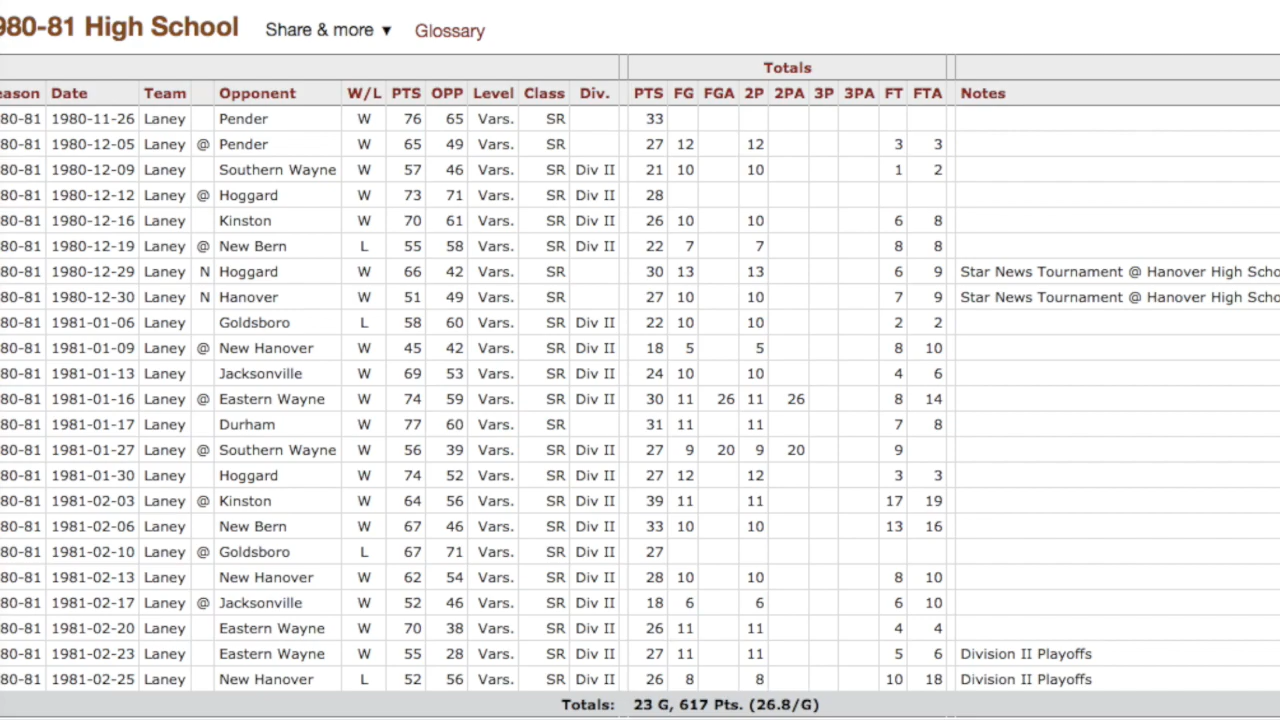 980-81 High School Share & more ▼ Glossary
Totals
eason Date Team Opponent W/L PTS OPP Level Class Div. PTS FG FGA 2P 2PA 3P 3PA FT FTA Notes
80-81 1980-11-26 Laney Pender W 76 65 Vars. SR 33
80-81 1980-12-05 Laney @ Pender W 65 49 Vars. SR 27 12 12 3 3
80-81 1980-12-09 Laney Southern Wayne W 57 46 Vars. SR Div II 21 10 10 1 2
80-81 1980-12-12 Laney @ Hoggard W 73 71 Vars. SR Div II 28
80-81 1980-12-16 Laney Kinston W 70 61 Vars. SR Div II 26 10 10 6 8
80-81 1980-12-19 Laney @ New Bern L 55 58 Vars. SR Div II 22 7 7 8 8
80-81 1980-12-29 Laney N Hoggard W 66 42 Vars. SR 30 13 13 6 9 Star News Tournament @ Hanover High Scho
80-81 1980-12-30 Laney N Hanover W 51 49 Vars. SR 27 10 10 7 9 Star News Tournament @ Hanover High Scho
80-81 1981-01-06 Laney Goldsboro L 58 60 Vars. SR Div II 22 10 10 2 2
80-81 1981-01-09 Laney @ New Hanover W 45 42 Vars. SR Div II 18 5 5 8 10
80-81 1981-01-13 Laney Jacksonville W 69 53 Vars. SR Div II 24 10 10 4 6
80-81 1981-01-16 Laney @ Eastern Wayne W 74 59 Vars. SR Div II 30 11 26 11 26 8 14
80-81 1981-01-17 Laney Durham W 77 60 Vars. SR 31 11 11 7 8
80-81 1981-01-27 Laney @ Southern Wayne W 56 39 Vars. SR Div II 27 9 20 9 20 9
80-81 1981-01-30 Laney Hoggard W 74 52 Vars. SR Div II 27 12 12 3 3
80-81 1981-02-03 Laney @ Kinston W 64 56 Vars. SR Div II 39 11 11 17 19
80-81 1981-02-06 Laney New Bern W 67 46 Vars. SR Div II 33 10 10 13 16
80-81 1981-02-10 Laney @ Goldsboro L 67 71 Vars. SR Div II 27
80-81 1981-02-13 Laney New Hanover W 62 54 Vars. SR Div II 28 10 10 8 10
80-81 1981-02-17 Laney @ Jacksonville W 52 46 Vars. SR Div II 18 6 6 6 10
80-81 1981-02-20 Laney Eastern Wayne W 70 38 Vars. SR Div II 26 11 11 4 4
80-81 1981-02-23 Laney Eastern Wayne W 55 28 Vars. SR Div II 27 11 11 5 6 Division II Playoffs
80-81 1981-02-25 Laney New Hanover L 52 56 Vars. SR Div II 26 8 8 10 18 Division II Playoffs
Totals: 23 G, 617 Pts. (26.8/G)